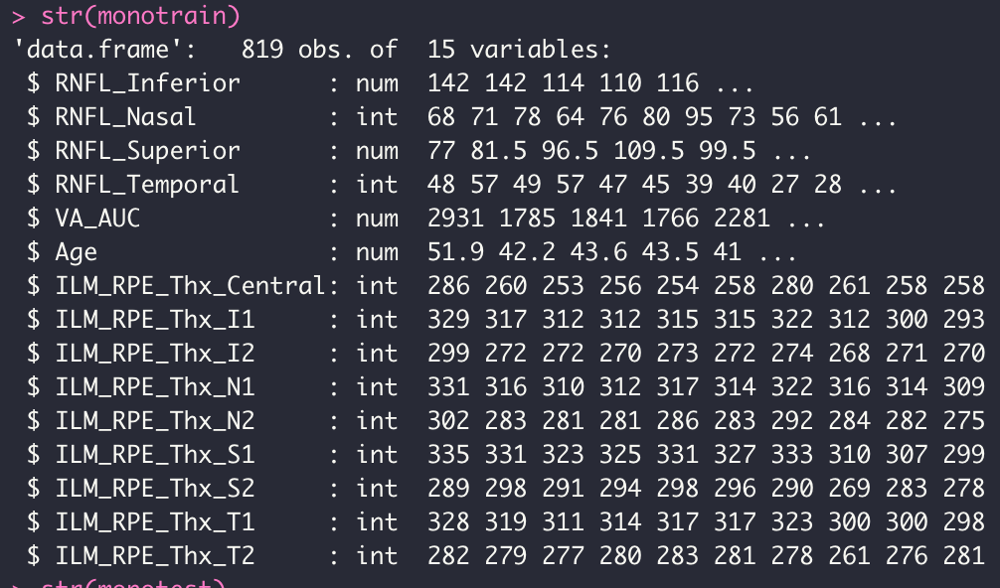 > str(monotrain)
'data.frame':   819 obs. of  15 variables:
 $ RNFL_Inferior      : num  142 142 114 110 116 ...
 $ RNFL_Nasal         : int  68 71 78 64 76 80 95 73 56 61 ...
 $ RNFL_Superior      : num  77 81.5 96.5 109.5 99.5 ...
 $ RNFL_Temporal      : int  48 57 49 57 47 45 39 40 27 28 ...
 $ VA_AUC             : num  2931 1785 1841 1766 2281 ...
 $ Age                : num  51.9 42.2 43.6 43.5 41 ...
 $ ILM_RPE_Thx_Central: int  286 260 253 256 254 258 280 261 258 258
 $ ILM_RPE_Thx_I1     : int  329 317 312 312 315 315 322 312 300 293
 $ ILM_RPE_Thx_I2     : int  299 272 272 270 273 272 274 268 271 270
 $ ILM_RPE_Thx_N1     : int  331 316 310 312 317 314 322 316 314 309
 $ ILM_RPE_Thx_N2     : int  302 283 281 281 286 283 292 284 282 275
 $ ILM_RPE_Thx_S1     : int  335 331 323 325 331 327 333 310 307 299
 $ ILM_RPE_Thx_S2     : int  289 298 291 294 298 296 290 269 283 278
 $ ILM_RPE_Thx_T1     : int  328 319 311 314 317 317 323 300 300 298
 $ ILM_RPE_Thx_T2     : int  282 279 277 280 283 281 278 261 276 281
> str(monotest)